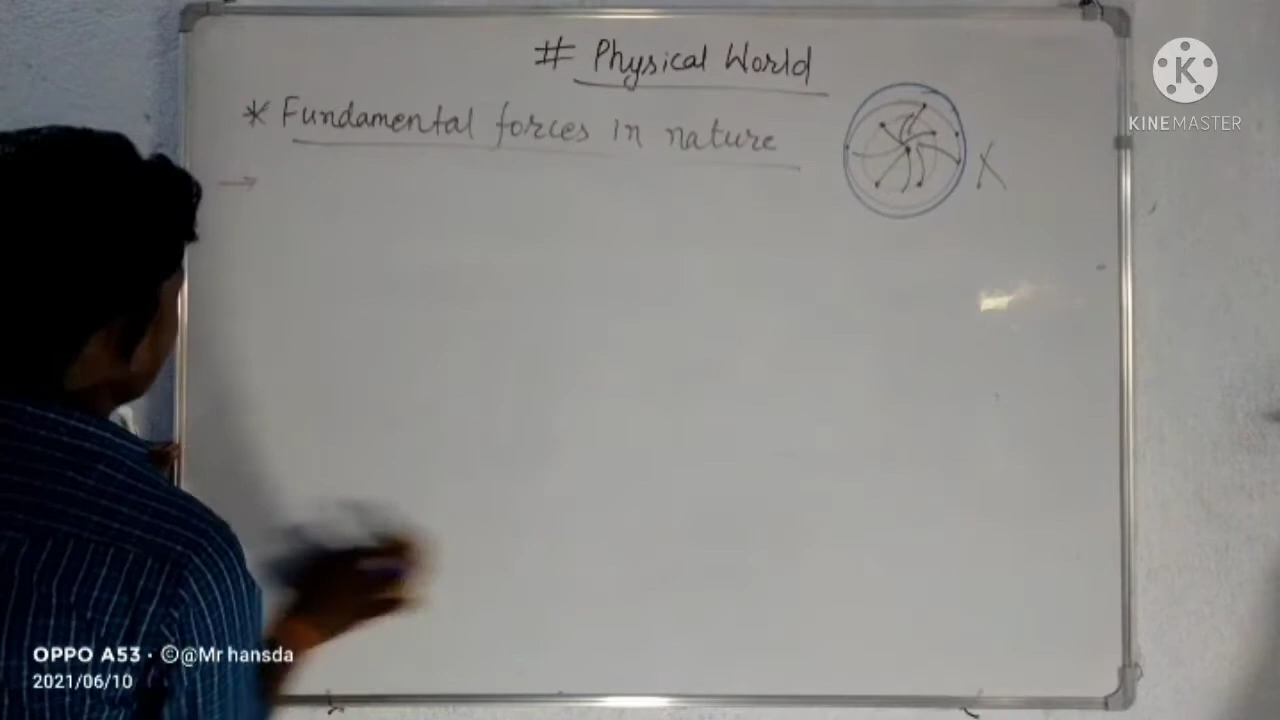 # Physical World
* Fundamental forces in nature
→
X
K
KINEMASTER
OPPO A53 · ©@Mr hansda
2021/06/10